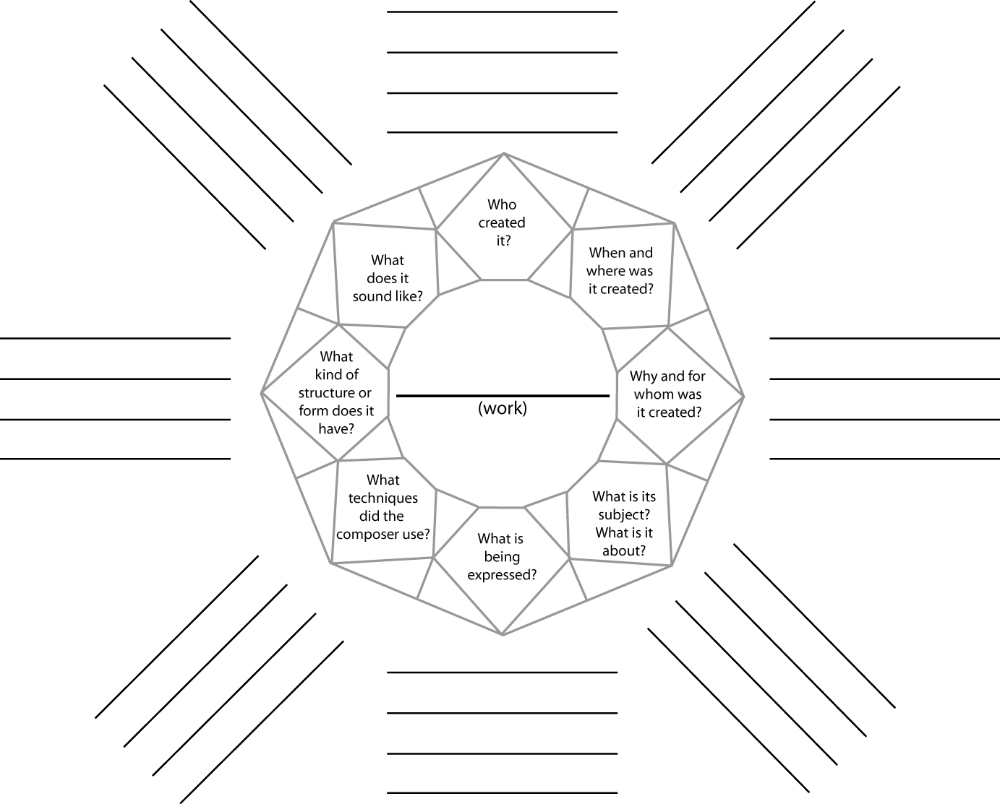 Who
created
it?
When and
where was
it created?
Why and for
whom was
it created?
What is its
subject?
What is it
about?
What is
being
expressed?
What
techniques
did the
composer use?
What
kind of
structure or
form does it
have?
What
does it
sound like?
(work)